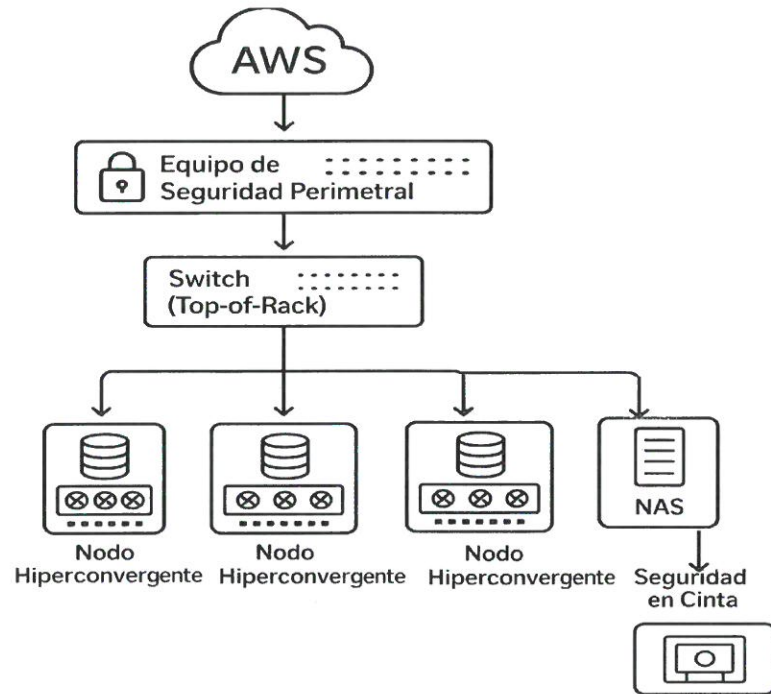 AWS
Equipo de
Seguridad Perimetral
Switch
(Top-of-Rack)
NAS
Nodo
Hiperconvergente
Nodo
Hiperconvergente
Nodo
Hiperconvergente
Seguridad
en Cinta